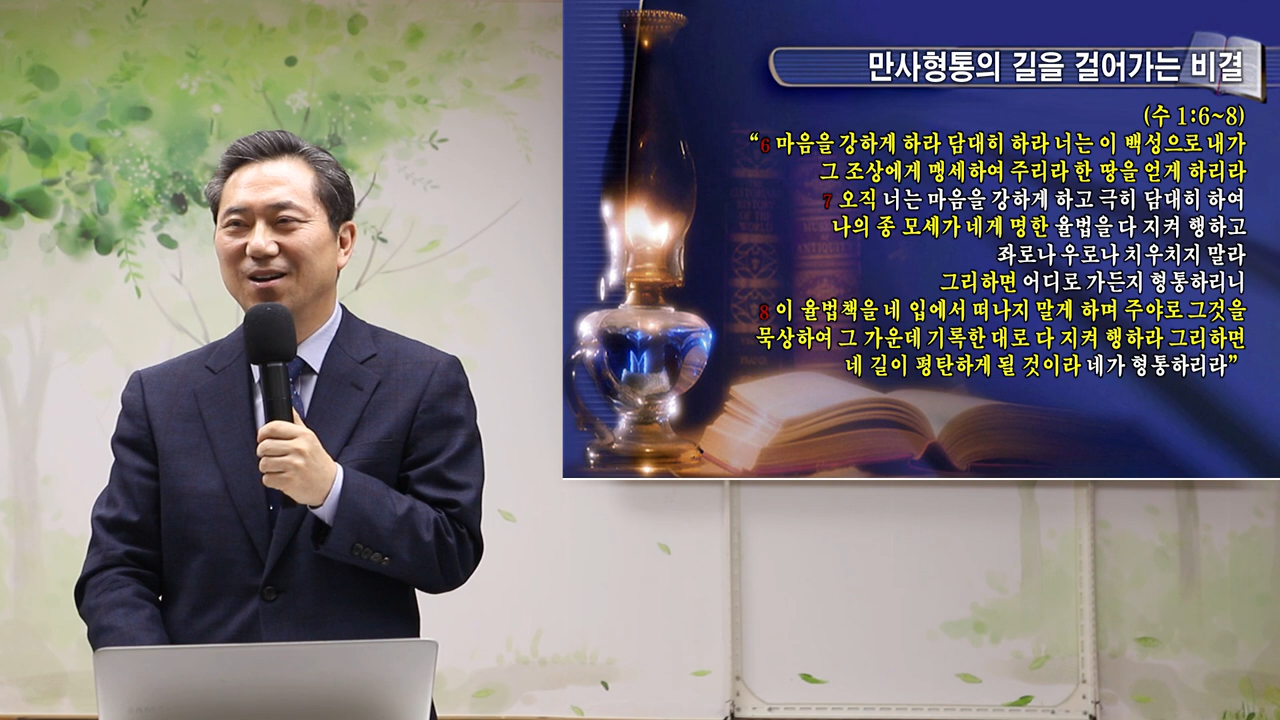 만사형통의 길을 걸어가는 비결
(수 1:6~8)
“6 마음을 강하게 하라 담대히 하라 너는 이 백성으로 내가
그 조상에게 맹세하여 주리라 한 땅을 얻게 하리라
7 오직 너는 마음을 강하게 하고 극히 담대히 하여
나의 종 모세가 네게 명한 율법을 다 지켜 행하고
좌로나 우로나 치우치지 말라
그리하면 어디로 가든지 형통하리니
8 이 율법책을 네 입에서 떠나지 말게 하며 주야로 그것을
묵상하여 그 가운데 기록한 대로 다 지켜 행하라 그리하면
네 길이 평탄하게 될 것이라 네가 형통하리라”